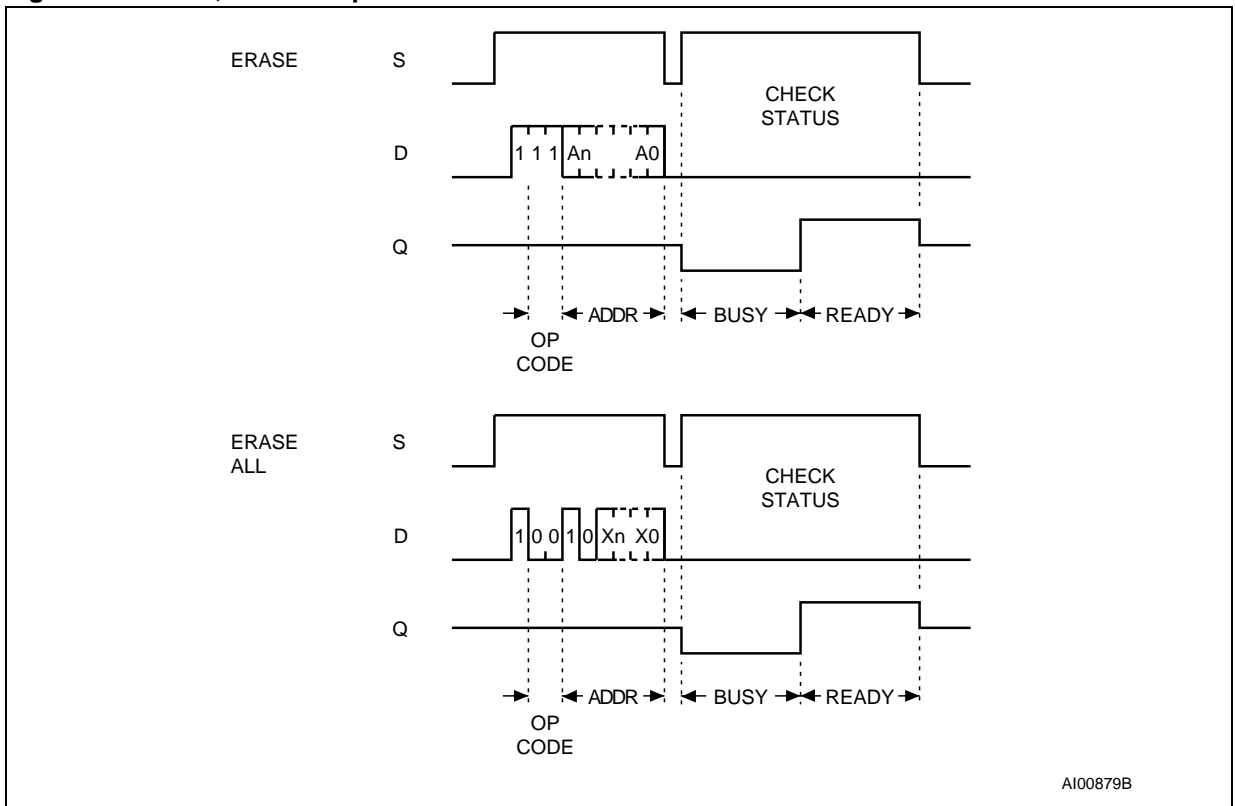 ERASE S
CHECK
STATUS
D 1 1 1 An A0
Q
ADDR BUSY READY
OP
CODE
ERASE S
ALL
CHECK
STATUS
D 1 0 0 1 0 Xn X0
Q
ADDR BUSY READY
OP
CODE
AI00879B